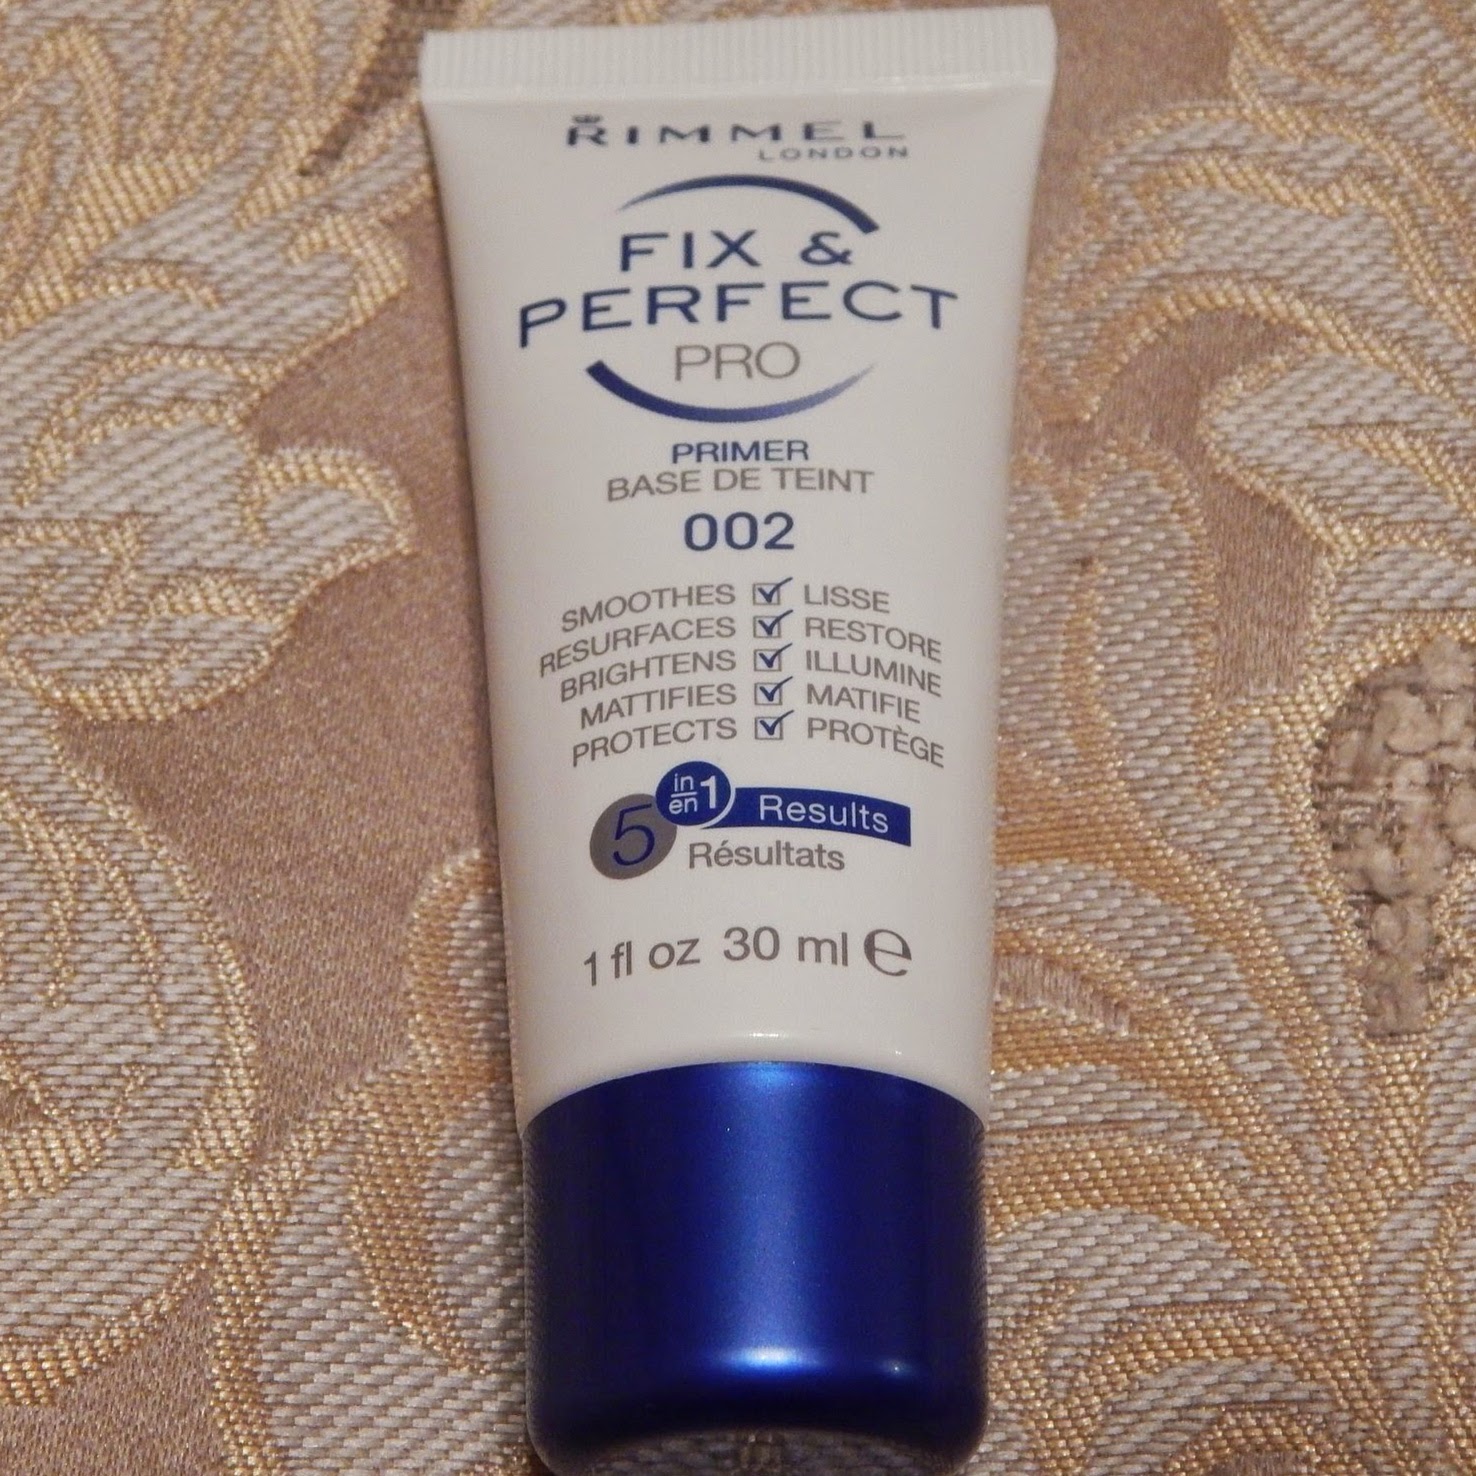 RIMMEL
LONDON
FIX &
PERFECT
PRO
PRIMER
BASE DE TEINT
002
SMOOTHES LISSE
RESURFACES RESTORE
BRIGHTENS ILLUMINE
MATTIFIES MATIFIE
PROTECTS PROTÈGE
5 in/en 1 Results
Résultats
1 fl oz 30 ml e